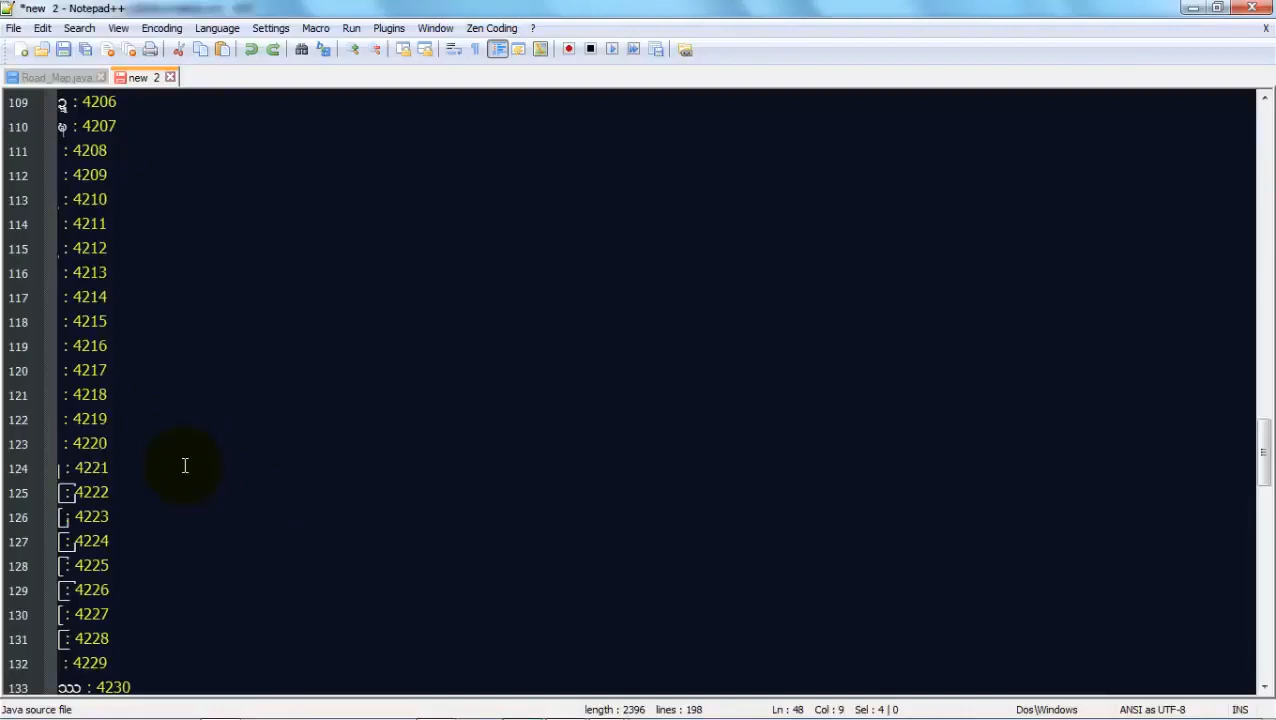 *new 2 - Notepad++
File Edit Search View Encoding Language Settings Macro Run Plugins Window Zen Coding ? X
Road_Map.java new 2
109 : 4206
110 : 4207
111 : 4208
112 : 4209
113 : 4210
114 : 4211
115 : 4212
116 : 4213
117 : 4214
118 : 4215
119 : 4216
120 : 4217
121 : 4218
122 : 4219
123 : 4220
124 : 4221
125 : 4222
126 : 4223
127 : 4224
128 : 4225
129 : 4226
130 : 4227
131 : 4228
132 : 4229
133 ဿ : 4230
Java source file length : 2396 lines : 198 Ln : 48 Col : 9 Sel : 4 | 0 Dos\Windows ANSI as UTF-8 INS